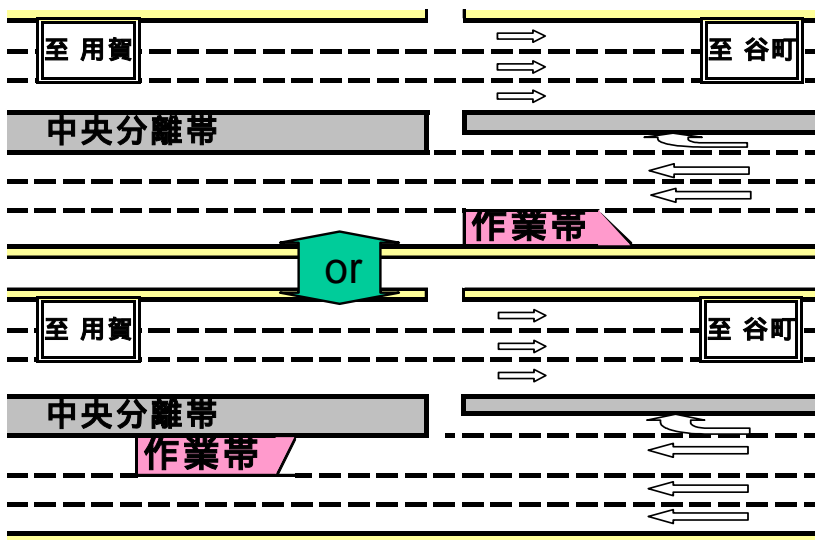 至 用賀
至 谷町
中央分離帯
作業帯
or
至 用賀
至 谷町
中央分離帯
作業帯